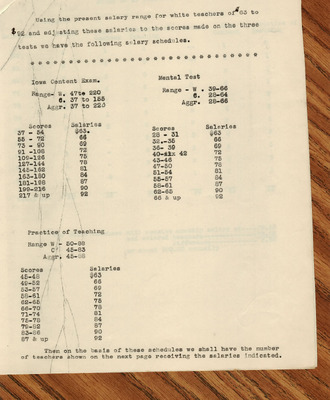 Using the present salary range for white teachers of $63 to
$92 and adjusting these salaries to the scores made on the three
tests we have the following salary schedules.
* * * * * * * * * * * * * * * * * * * * * * * * * * * * * *
Iowa Content Exam.
Range- W. 47to 220
C. 37 to 155
Aggr. 37 to 220
Scores Salaries
37 - 54 $63.
55 - 72 66
73 - 90 69
91 -108 72
109-126 75
127-144 78
145-162 81
163-180 84
181-198 87
199-216 90
217 & up 92
Mental Test
Range - W . 39-66
C. 28-64
Aggr. 28-66
Scores Salaries
28 - 31 $63.
32.-35 66
36- 39 69
40-six 42 72
43-46 75
47-50 78
51-54 81
55-57 84
58-61 87
62-65 90
66 & up 92
Practice of Teaching
Range W - 50-88
C 45-83
Aggr. 45-88
Scores Salaries
45-48 $63
49-52 66
53-57 69
58-61 72
62-65 75
66-70 78
71-74 81
75-78 84
79-82 87
83-86 90
87 & up 92
Then on the basis of these schedules we shall have the number
of teachers shown on the next page receiving the salaries indicated.